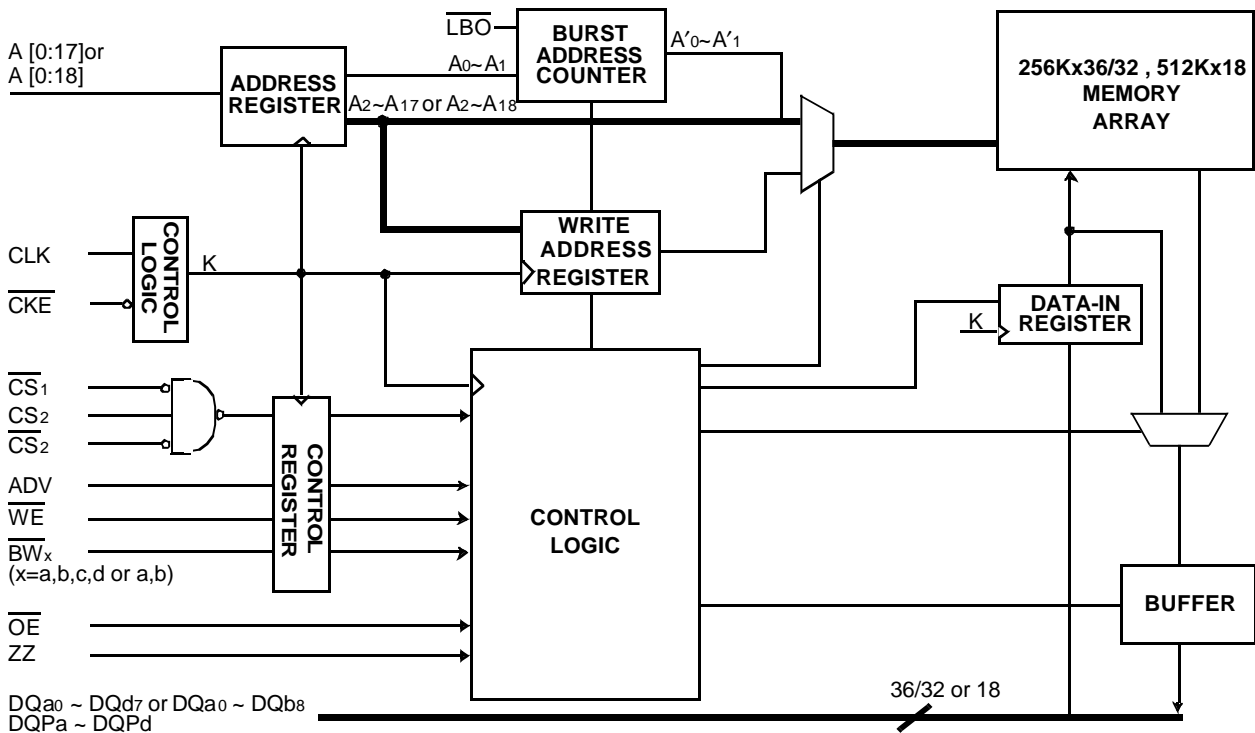 LBO
BURST
ADDRESS
COUNTER
A′0~A′1
A [0:17]or
A [0:18]
ADDRESS
REGISTER
A0~A1
A2~A17 or A2~A18
256Kx36/32 , 512Kx18
MEMORY
ARRAY
WRITE
ADDRESS
REGISTER
CLK
CKE
CONTROL
LOGIC
K
DATA-IN
REGISTER
K
CS1
CS2
CS2
ADV
WE
BWx
(x=a,b,c,d or a,b)
CONTROL
REGISTER
CONTROL
LOGIC
BUFFER
OE
ZZ
DQa0 ~ DQd7 or DQa0 ~ DQb8
DQPa ~ DQPd
36/32 or 18